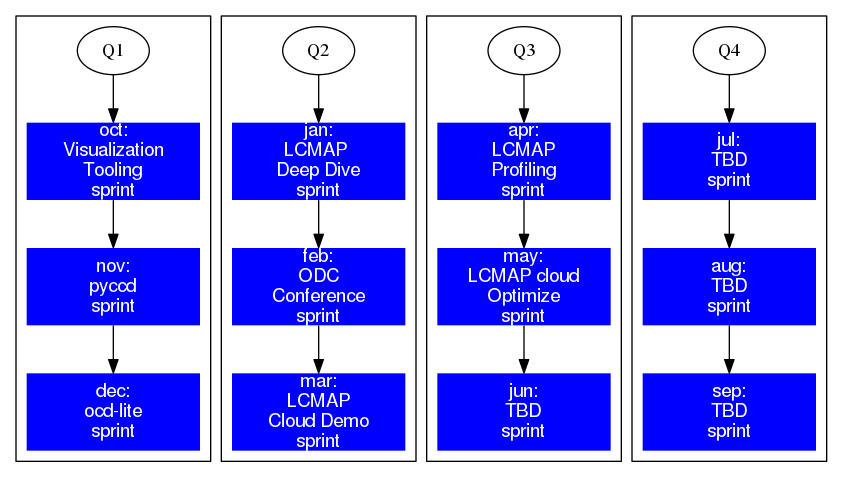 Q1
oct:
Visualization
Tooling
sprint
nov:
pyccd
sprint
dec:
ocd-lite
sprint
Q2
jan:
LCMAP
Deep Dive
sprint
feb:
ODC
Conference
sprint
mar:
LCMAP
Cloud Demo
sprint
Q3
apr:
LCMAP
Profiling
sprint
may:
LCMAP cloud
Optimize
sprint
jun:
TBD
sprint
Q4
jul:
TBD
sprint
aug:
TBD
sprint
sep:
TBD
sprint